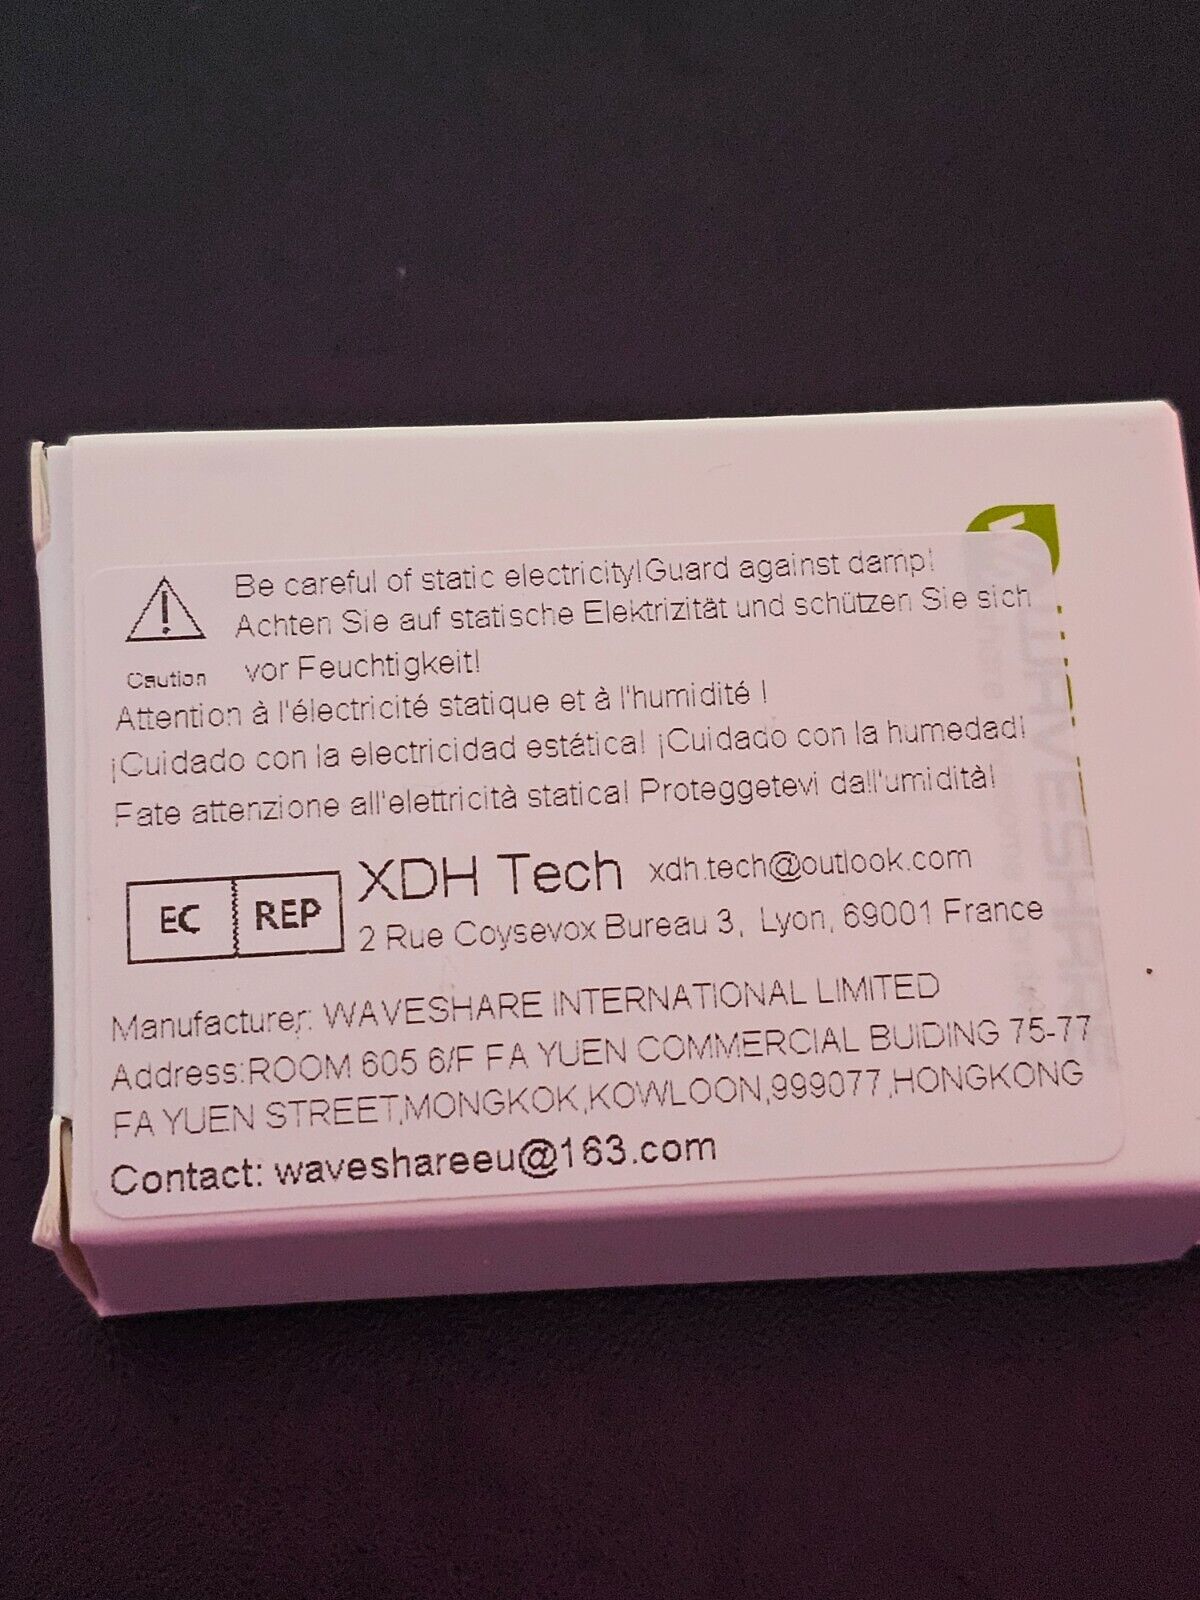 Be careful of static electricity!Guard against damp!
Achten Sie auf statische Elektrizität und schützen Sie sich
Caution vor Feuchtigkeit!
Attention à l'électricité statique et à l'humidité !
¡Cuidado con la electricidad estática! ¡Cuidado con la humedad!
Fate attenzione all'elettricità statica! Proteggetevi dall'umidità!
EC REP XDH Tech xdh.tech@outlook.com
2 Rue Coysevox Bureau 3, Lyon, 69001 France
Manufacturer: WAVESHARE INTERNATIONAL LIMITED
Address:ROOM 605 6/F FA YUEN COMMERCIAL BUIDING 75-77
FA YUEN STREET,MONGKOK,KOWLOON,999077,HONGKONG
Contact: waveshareeu@163.com
WAVESHARE